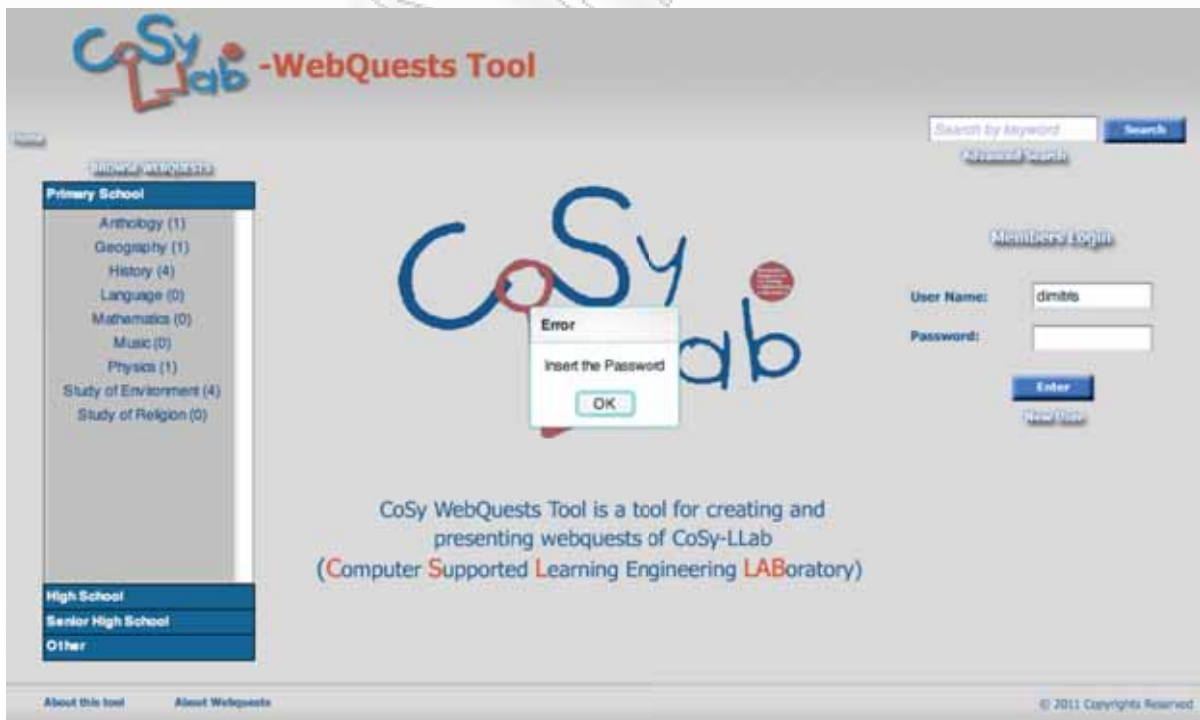 CoSy LLab -WebQuests Tool
Home
Search by keyword
Search
Advanced Search
BROWSE WEBQUESTS
Primary School
Anthology (1)
Geography (1)
History (4)
Language (0)
Mathematics (0)
Music (0)
Physics (1)
Study of Environment (4)
Study of Religion (0)
High School
Senior High School
Other
CoSy Lab
Error
Insert the Password
OK
CoSy WebQuests Tool is a tool for creating and
presenting webquests of CoSy-LLab
(Computer Supported Learning Engineering LABoratory)
Members Login
User Name:
dimitris
Password:
Enter
New User
About this tool
About Webquests
© 2011 Copyrights Reserved